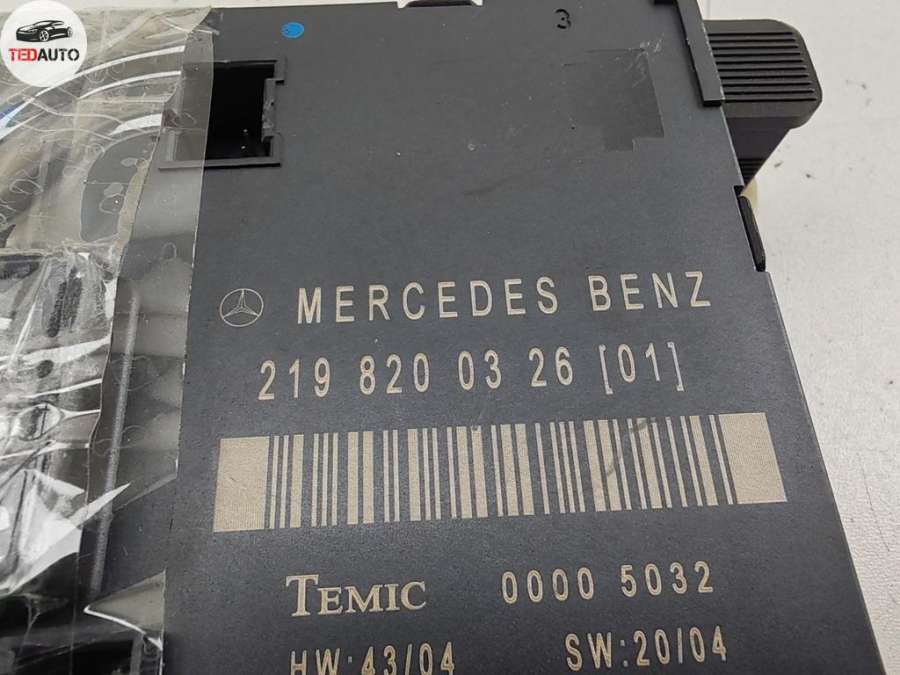 TEDAUTO
3
MERCEDES BENZ
219 820 03 26 [01]
TEMIC 0000 5032
HW:43/04 SW:20/04